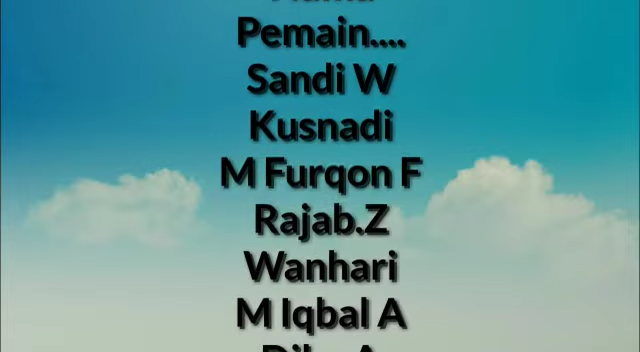 Pemain....
Sandi W
Kusnadi
M Furqon F
Rajab.Z
Wanhari
M Iqbal A